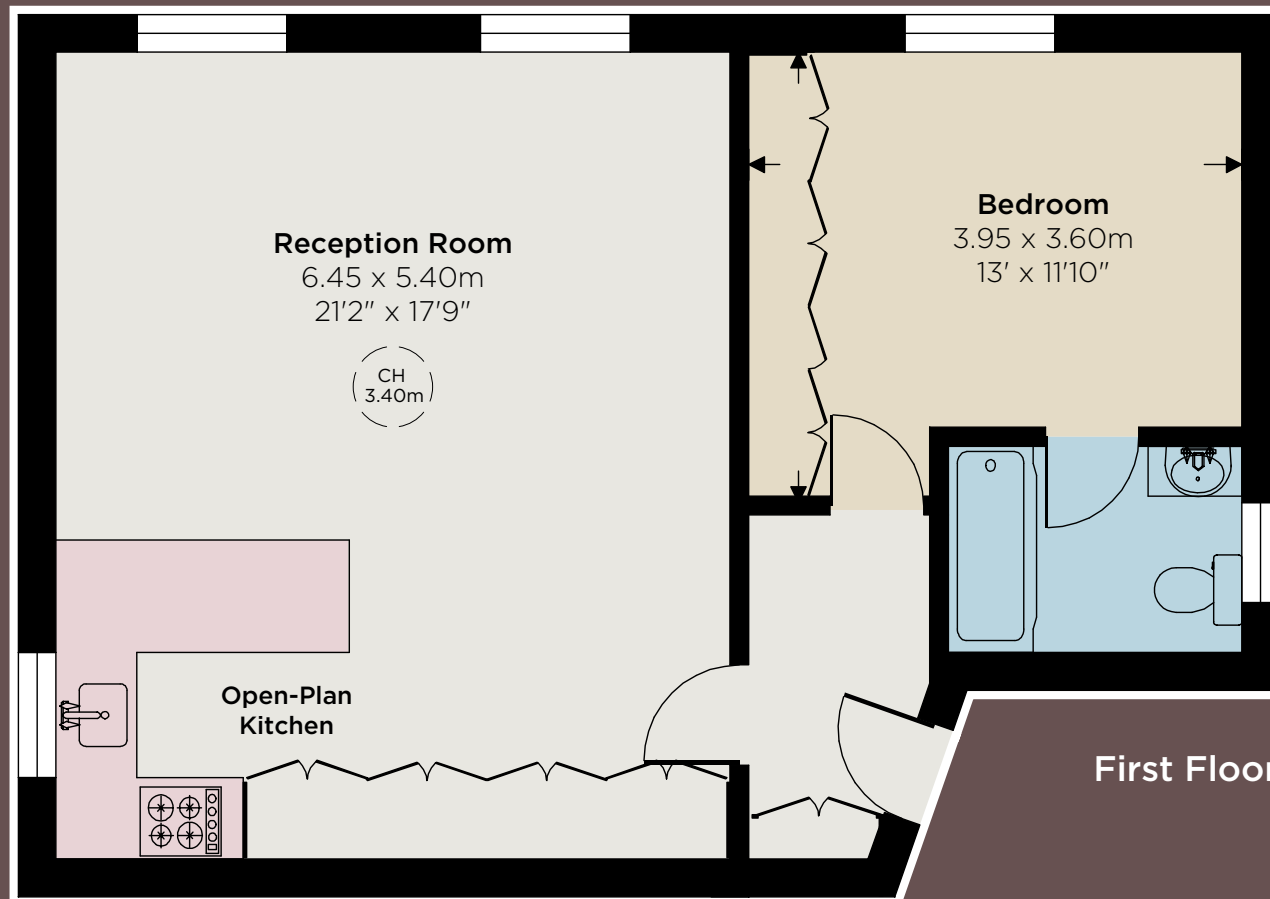 Reception Room
6.45 x 5.40m
21'2" x 17'9"
CH
3.40m
Bedroom
3.95 x 3.60m
13' x 11'10"
Open-Plan
Kitchen
First Floor